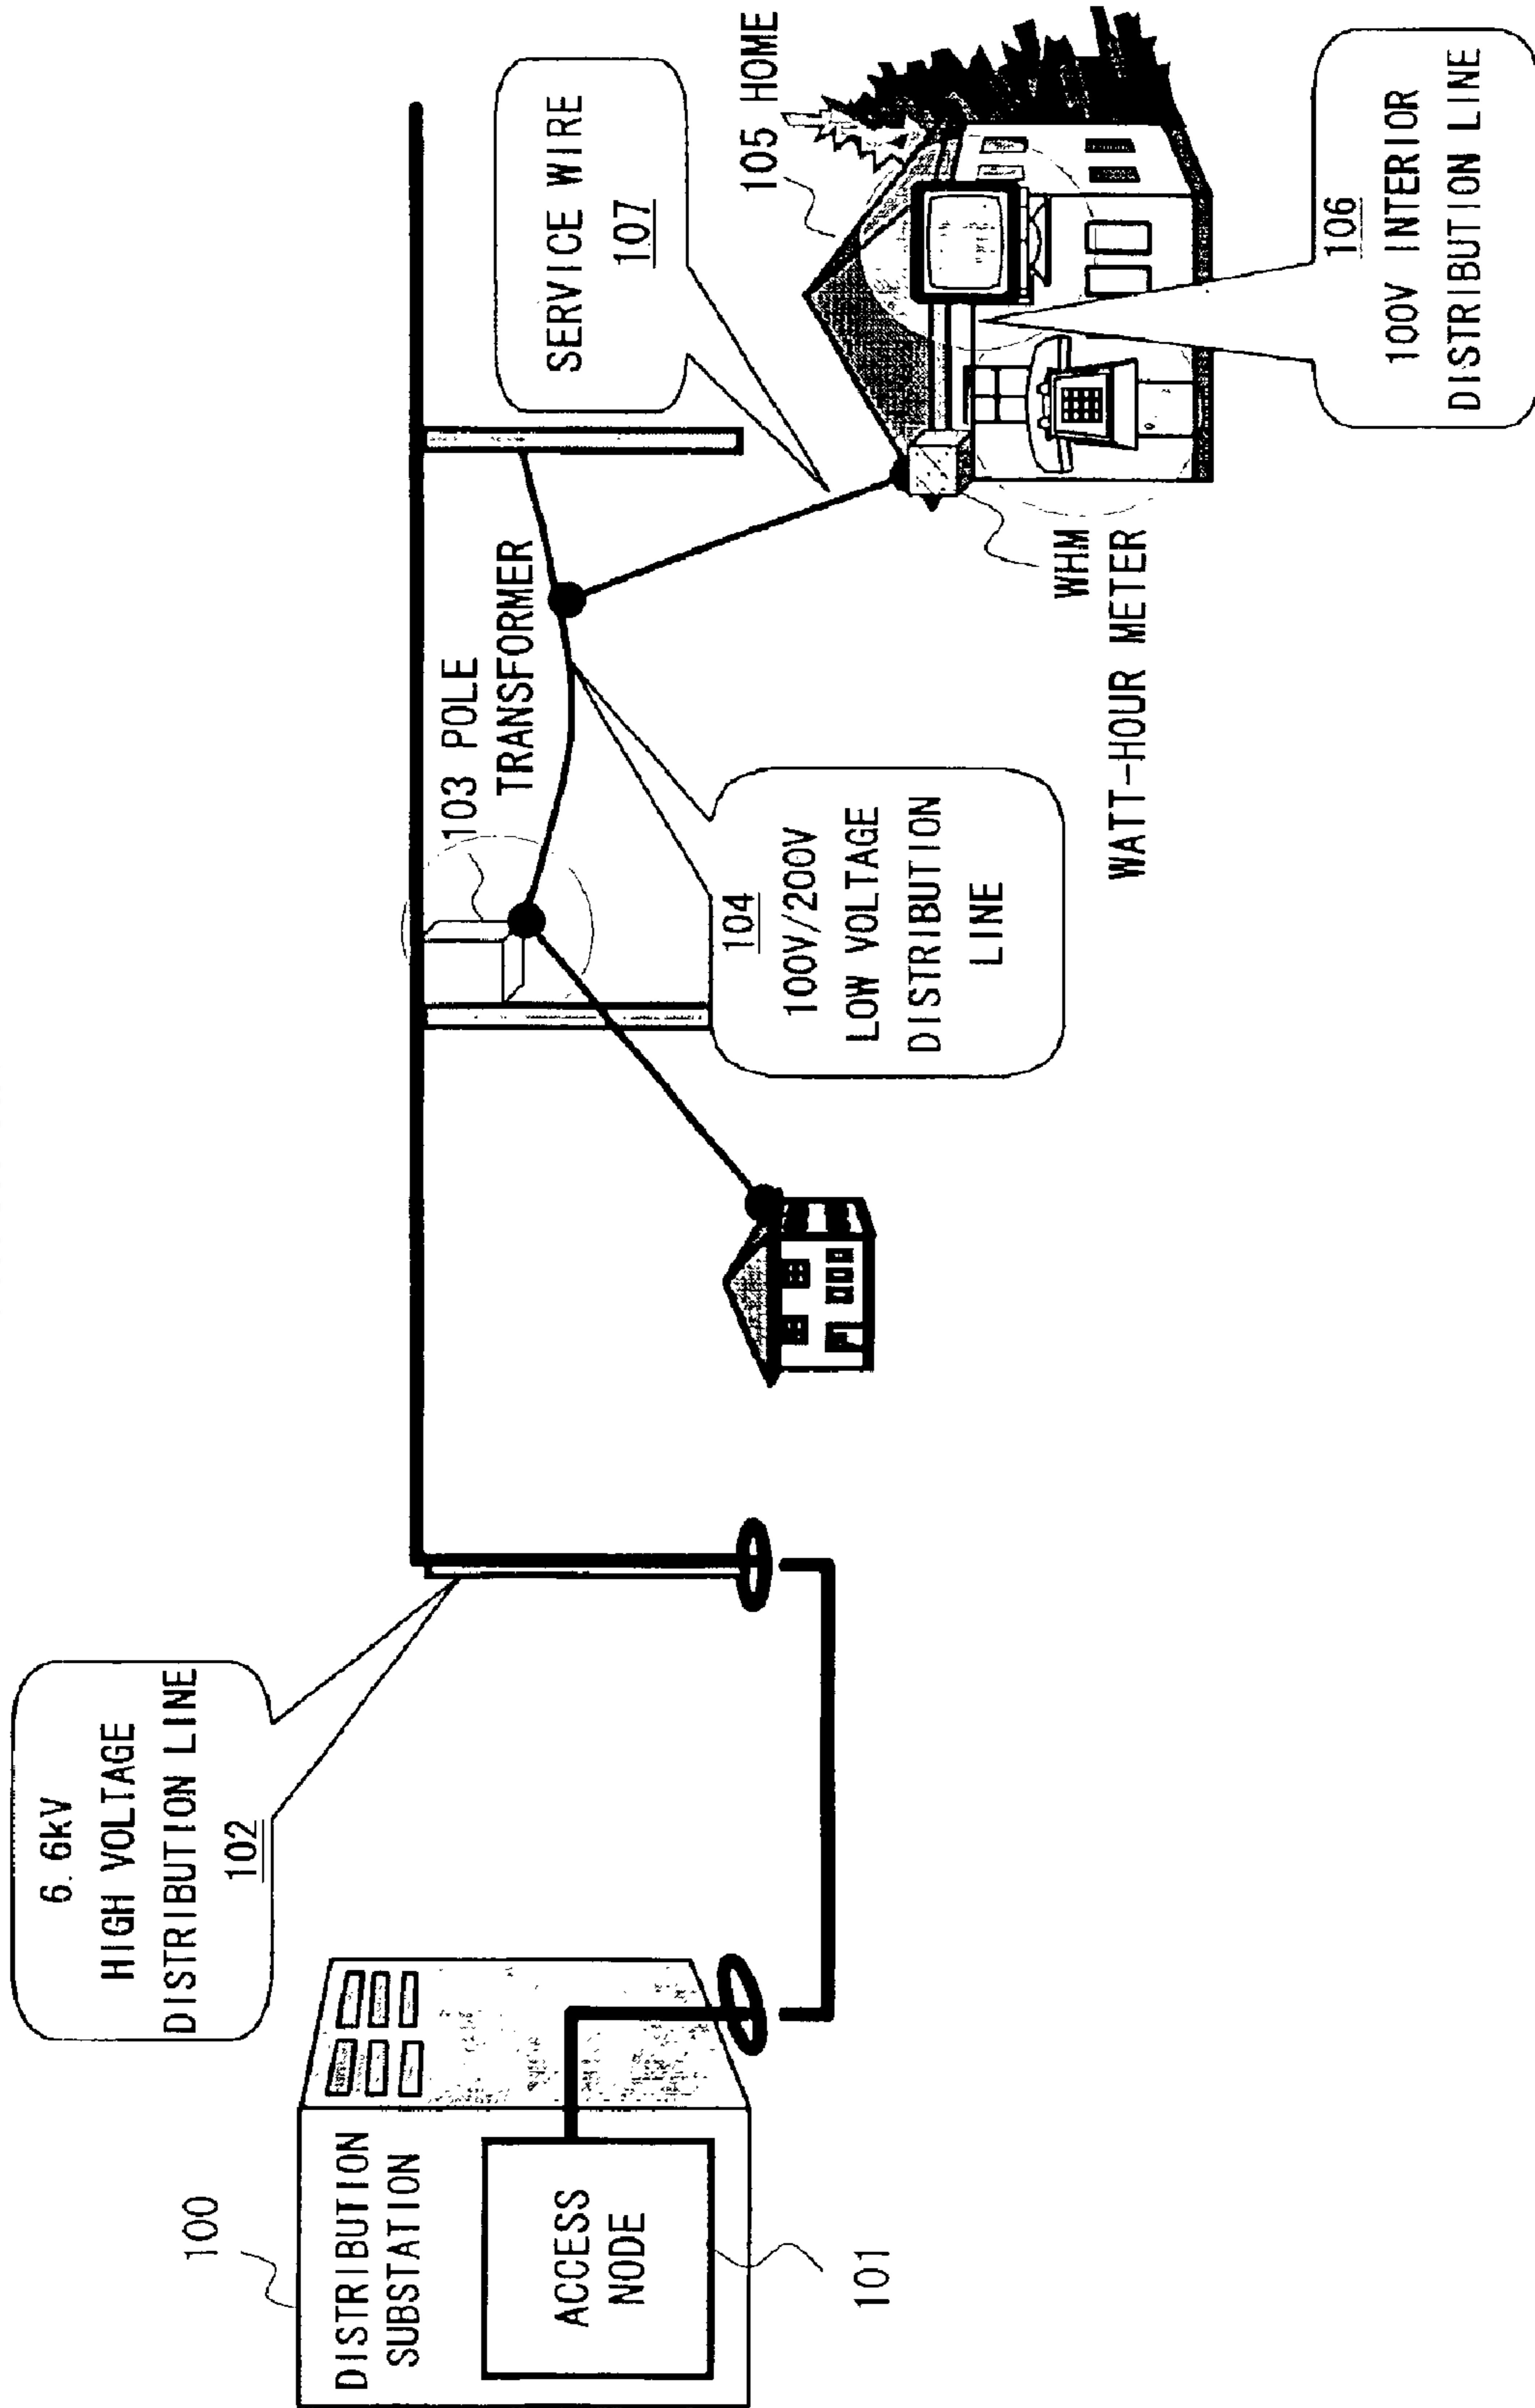 6.6kV
HIGH VOLTAGE
DISTRIBUTION LINE
102
100
DISTRIBUTION
SUBSTATION
ACCESS
NODE
101
103 POLE
TRANSFORMER
104
100V/200V
LOW VOLTAGE
DISTRIBUTION
LINE
SERVICE WIRE
107
105 HOME
WHM
WATT-HOUR METER
106
100V INTERIOR
DISTRIBUTION LINE